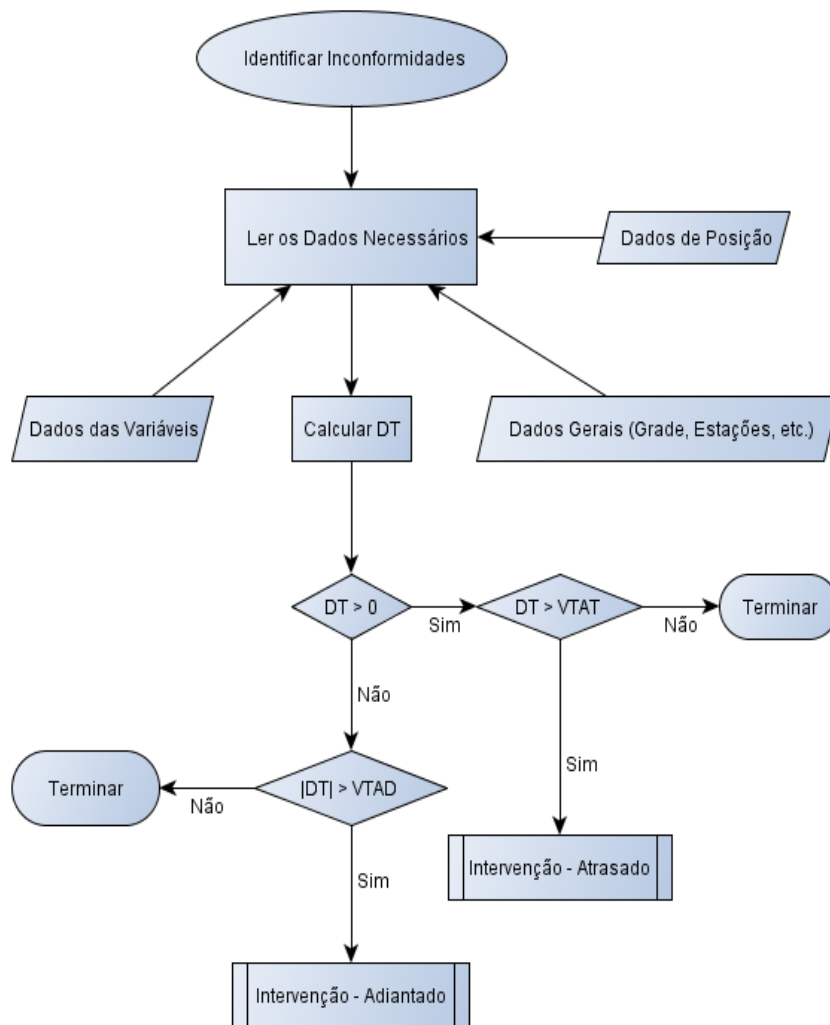 Identificar Inconformidades
Ler os Dados Necessários
Dados de Posição
Dados das Variáveis
Calcular DT
Dados Gerais (Grade, Estações, etc.)
DT > 0
Sim
DT > VTAT
Não
Terminar
Não
Sim
Terminar
Não
|DT| > VTAD
Sim
Intervenção - Atrasado
Intervenção - Adiantado